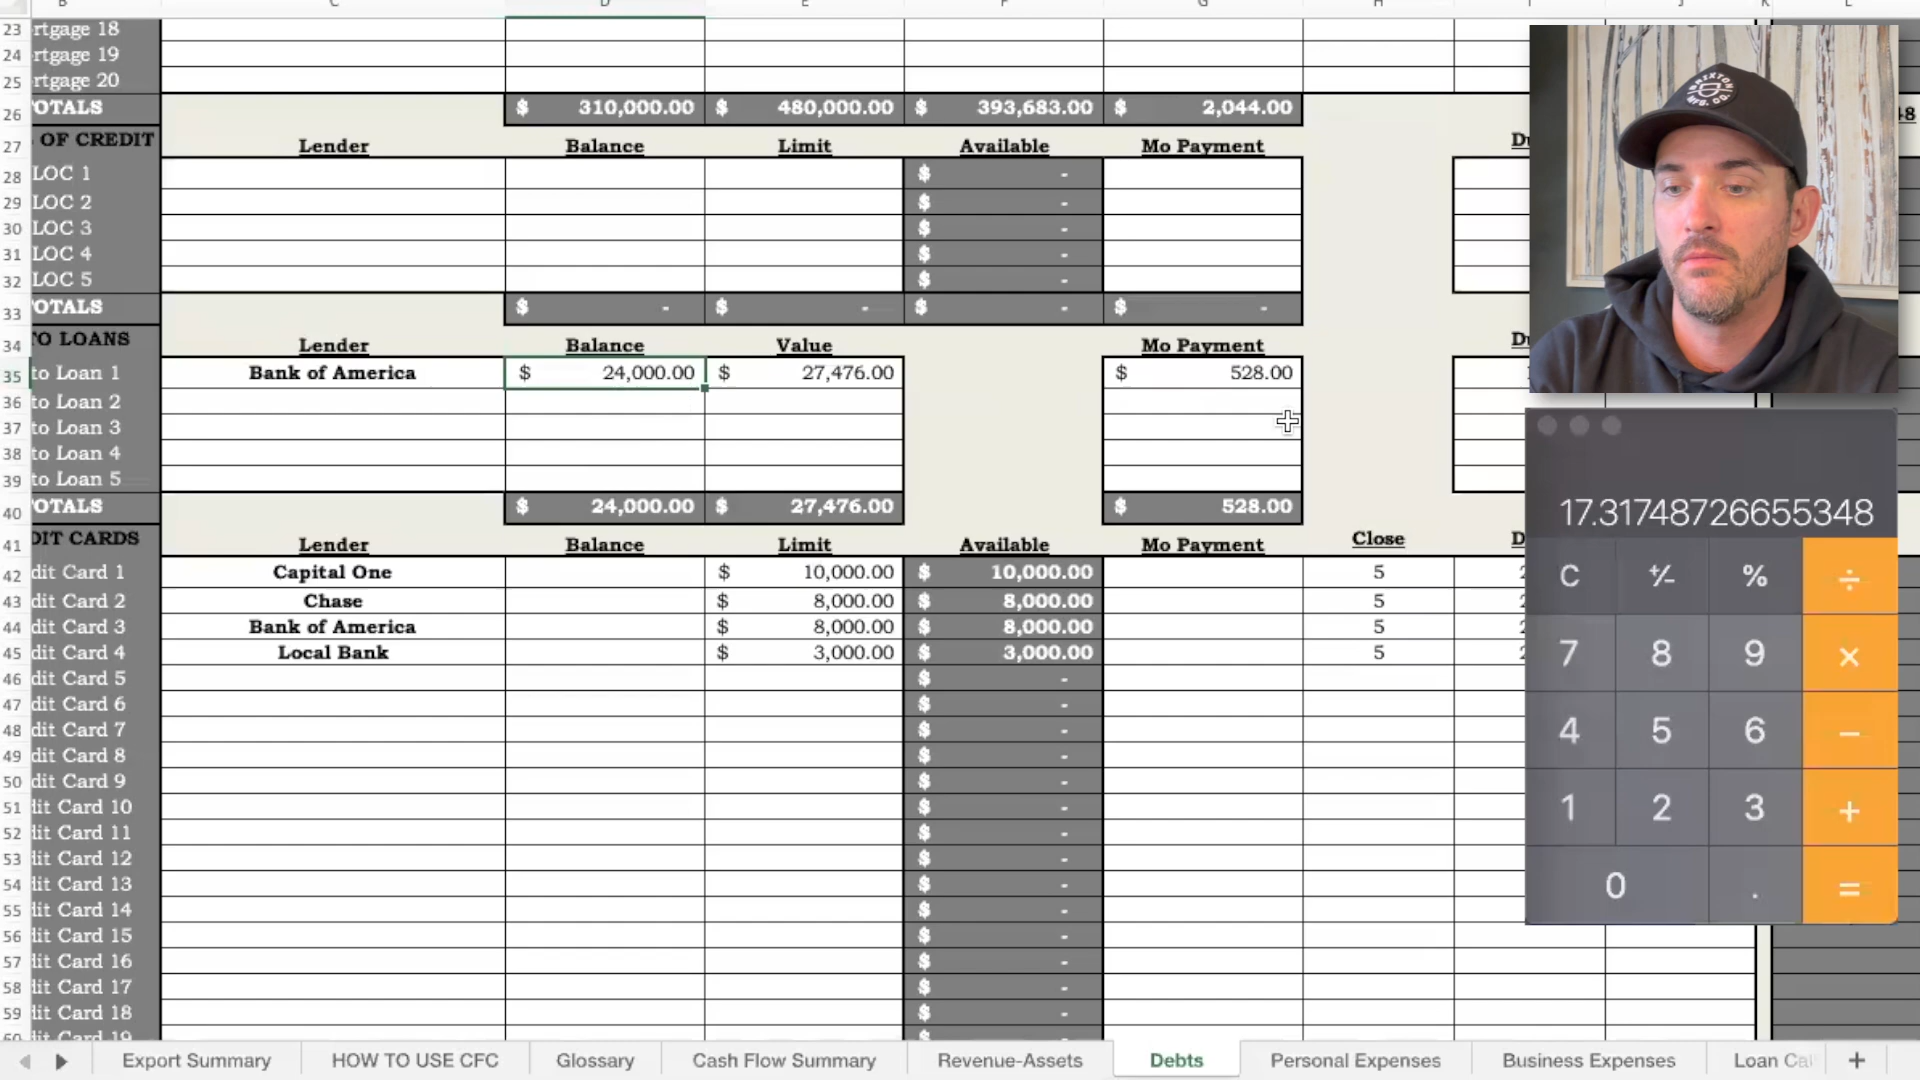 B C D E F G H I J K L
23 rtgage 18
24 rtgage 19
25 rtgage 20
26 OTALS $ 310,000.00 $ 480,000.00 $ 393,683.00 $ 2,044.00
27 OF CREDIT Lender Balance Limit Available Mo Payment
28 LOC 1 $ -
29 LOC 2 $ -
30 LOC 3 $ -
31 LOC 4 $ -
32 LOC 5 $ -
33 OTALS $ - $ - $ - $ -
34 TO LOANS Lender Balance Value Mo Payment
35 to Loan 1 Bank of America $ 24,000.00 $ 27,476.00 $ 528.00
36 to Loan 2
37 to Loan 3
38 to Loan 4
39 to Loan 5
40 OTALS $ 24,000.00 $ 27,476.00 $ 528.00
41 DIT CARDS Lender Balance Limit Available Mo Payment Close
42 dit Card 1 Capital One $ 10,000.00 $ 10,000.00 5
43 dit Card 2 Chase $ 8,000.00 $ 8,000.00 5
44 dit Card 3 Bank of America $ 8,000.00 $ 8,000.00 5
45 dit Card 4 Local Bank $ 3,000.00 $ 3,000.00 5
46 dit Card 5 $ -
47 dit Card 6 $ -
48 dit Card 7 $ -
49 dit Card 8 $ -
50 dit Card 9 $ -
51 dit Card 10 $ -
52 dit Card 11 $ -
53 dit Card 12 $ -
54 dit Card 13 $ -
55 dit Card 14 $ -
56 dit Card 15 $ -
57 dit Card 16 $ -
58 dit Card 17 $ -
59 dit Card 18 $ -
60 dit Card 19
BRIXTON
MFG. CO.
17.31748726655348
C +/- % ÷
7 8 9 ×
4 5 6 −
1 2 3 +
0 . =
Export Summary HOW TO USE CFC Glossary Cash Flow Summary Revenue-Assets Debts Personal Expenses Business Expenses Loan Cal +